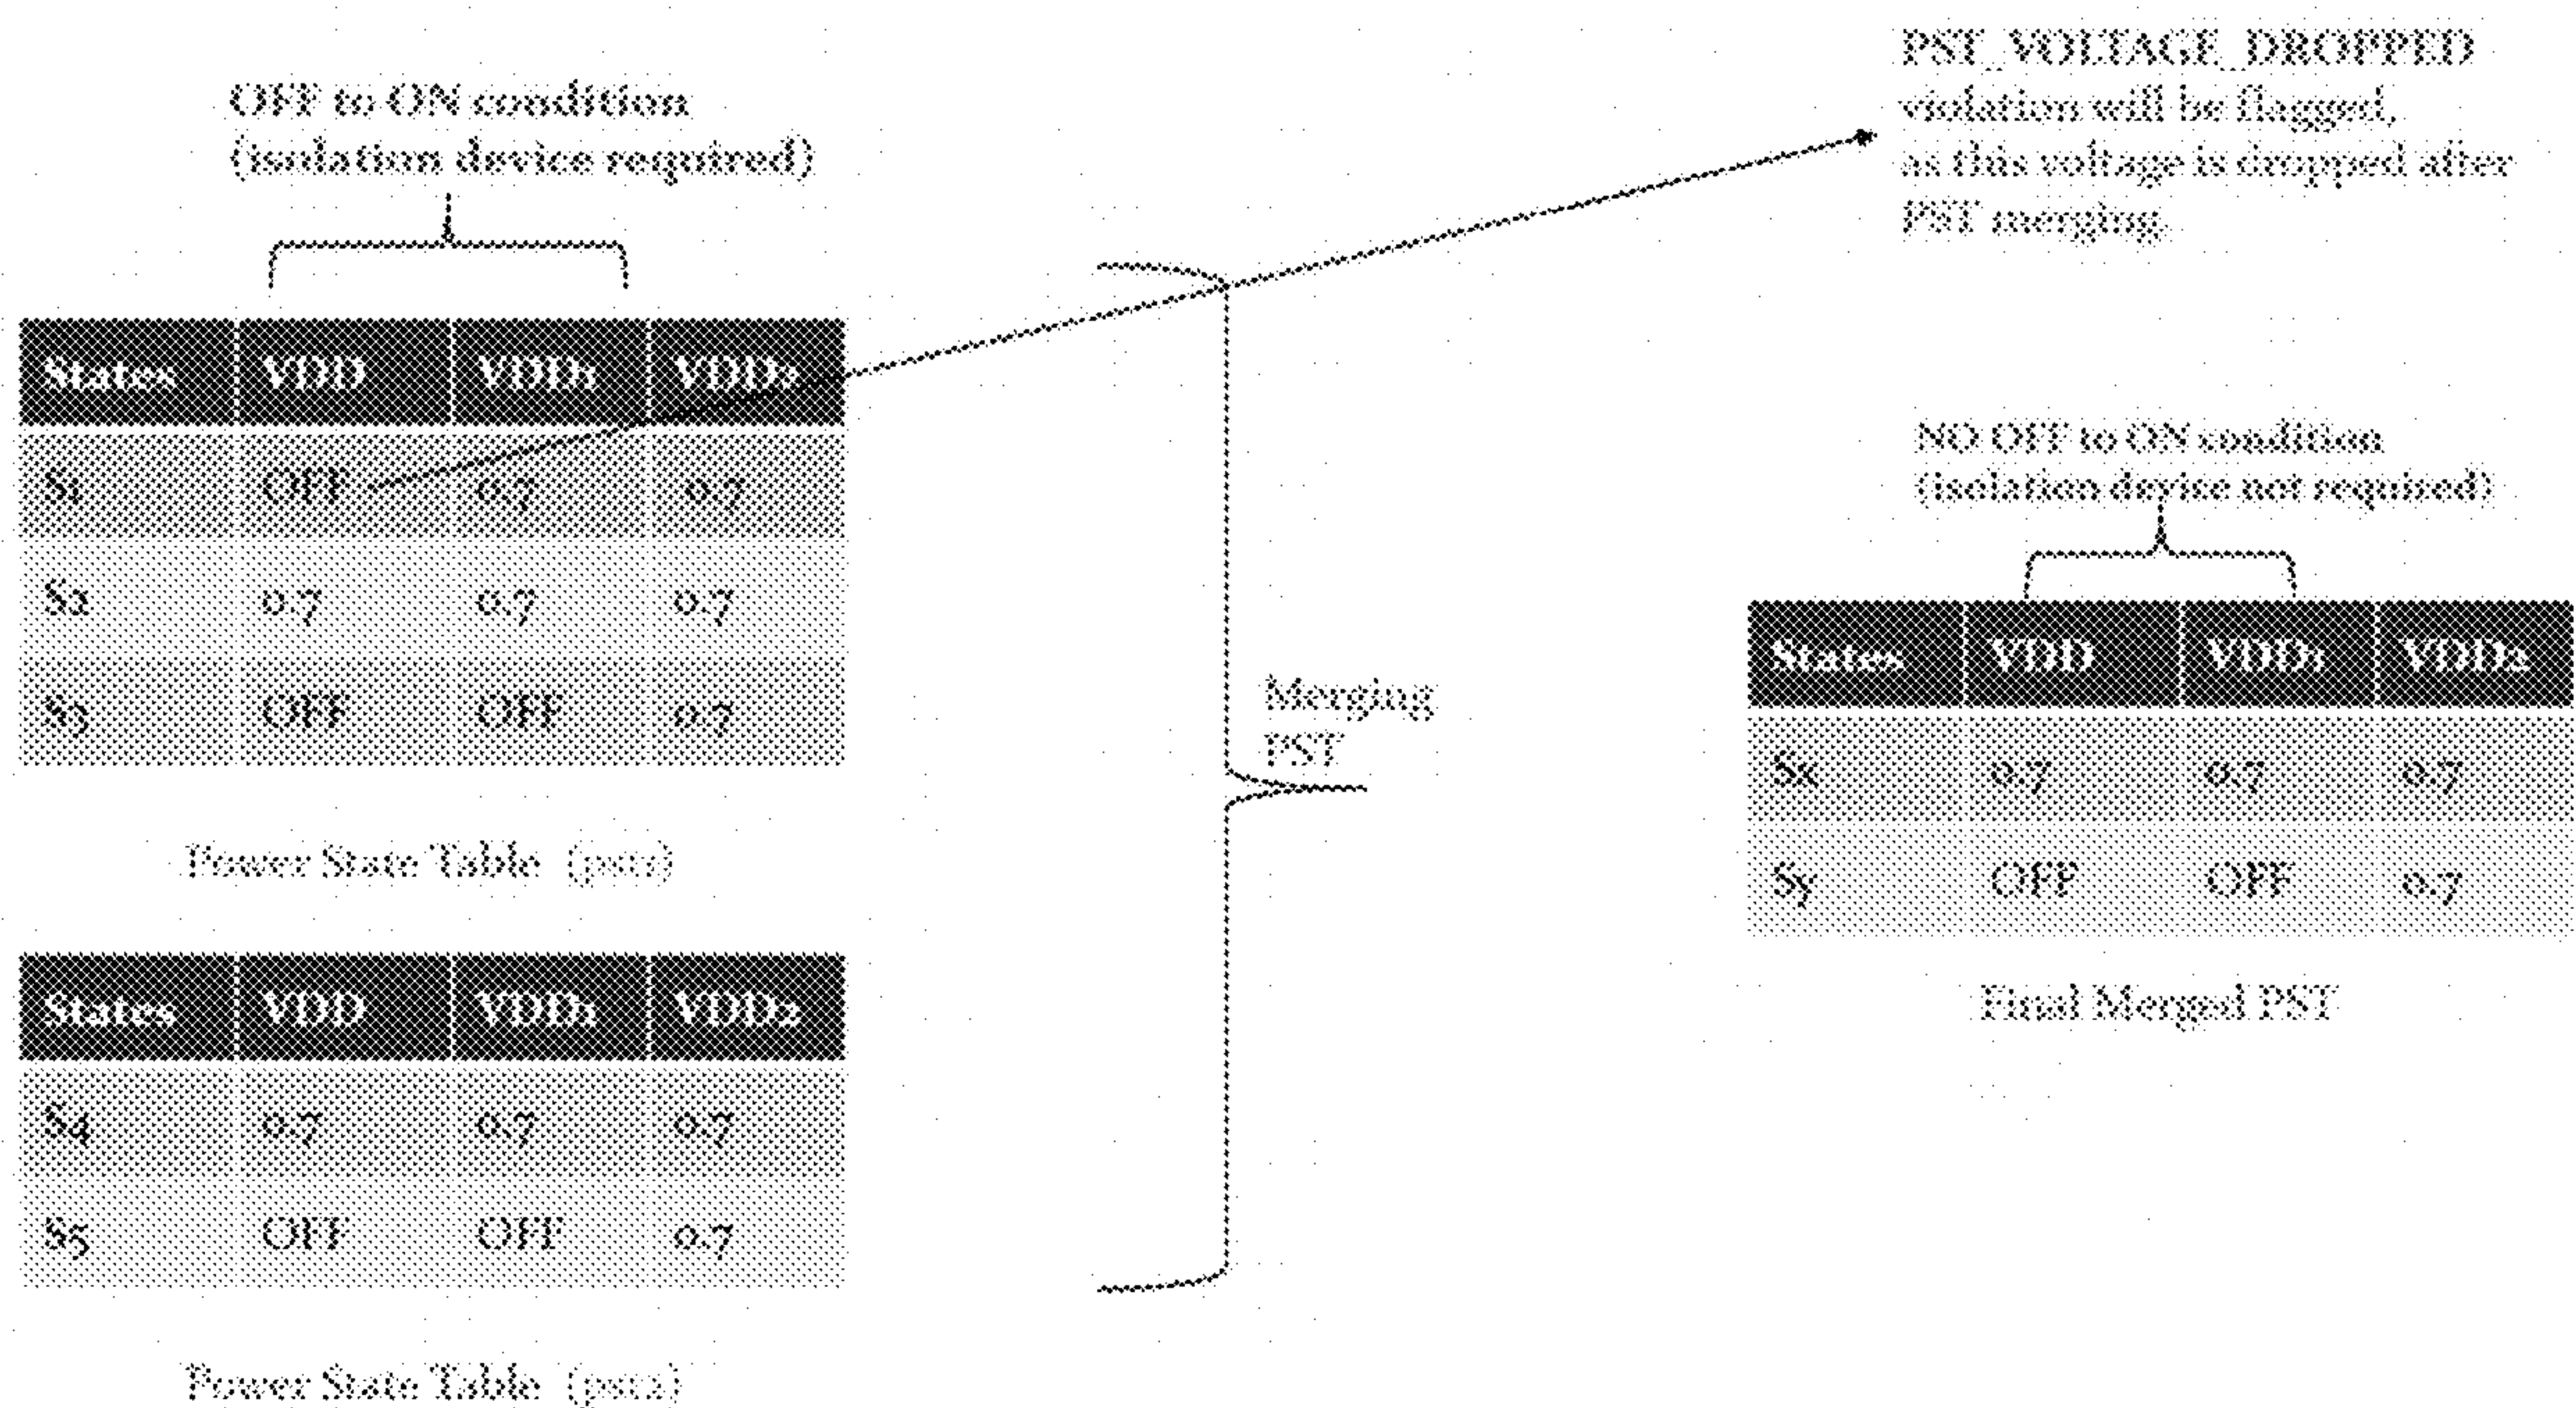 OFF to ON condition
(isolation device required)
States VDD VDD1 VDD2
S1 OFF 0.7 0.7
S2 0.7 0.7 0.7
S3 OFF OFF 0.7
Power State Table (pst1)
States VDD VDD1 VDD2
S4 0.7 0.7 0.7
S5 OFF OFF 0.7
Power State Table (pst2)
Merging
PST
PST_VOLTAGE_DROPPED
violation will be flagged,
as this voltage is dropped after
PST merging
NO OFF to ON condition
(isolation device not required)
States VDD VDD1 VDD2
Sx 0.7 0.7 0.7
Sy OFF OFF 0.7
Final Merged PST